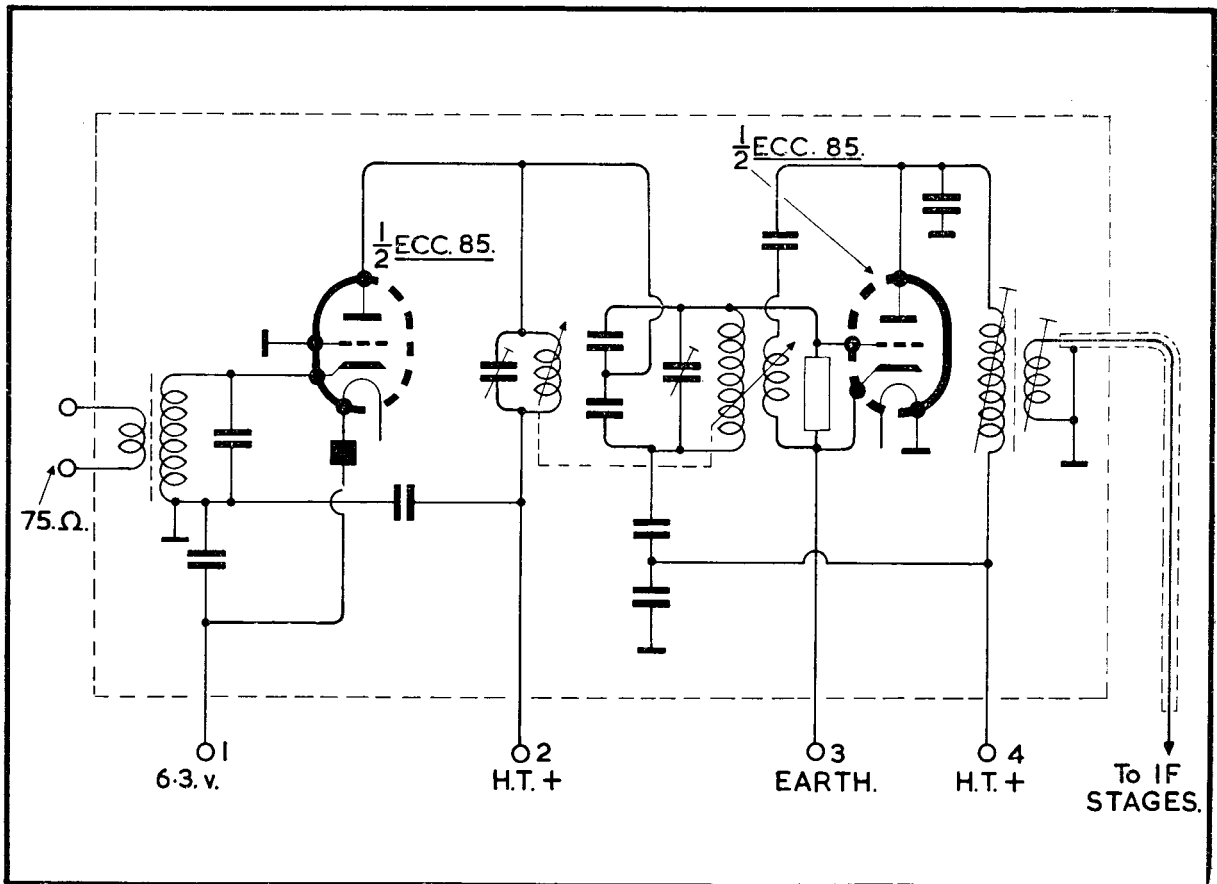 1/2 ECC. 85.
1/2 ECC. 85.
75.Ω.
1
6·3. v.
2
H.T. +
3
EARTH.
4
H.T. +
To IF
STAGES.